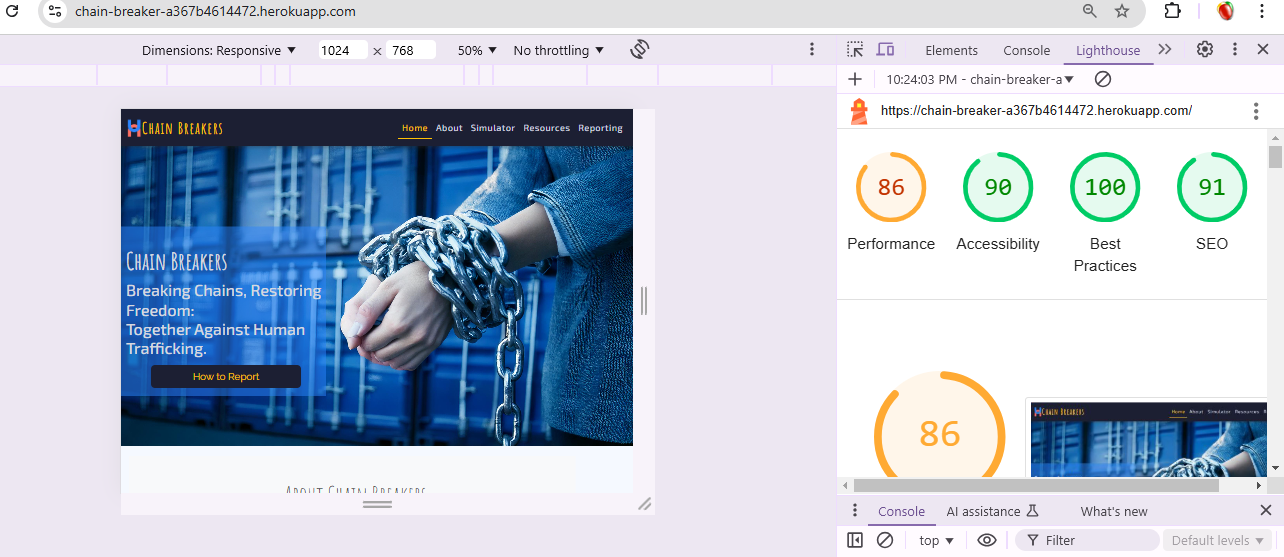 chain-breaker-a367b4614472.herokuapp.com
Dimensions: Responsive 1024 × 768 50% No throttling
Elements Console Lighthouse
10:24:03 PM - chain-breaker-a
https://chain-breaker-a367b4614472.herokuapp.com/
Chain Breakers Home About Simulator Resources Reporting
Chain Breakers
Breaking Chains, Restoring
Freedom:
Together Against Human
Trafficking.
How to Report
About Chain Breakers
86 90 100 91
Performance Accessibility Best SEO
Practices
86
Chain Breakers Home About Simulator Resources
Console AI assistance What's new
top Filter Default levels